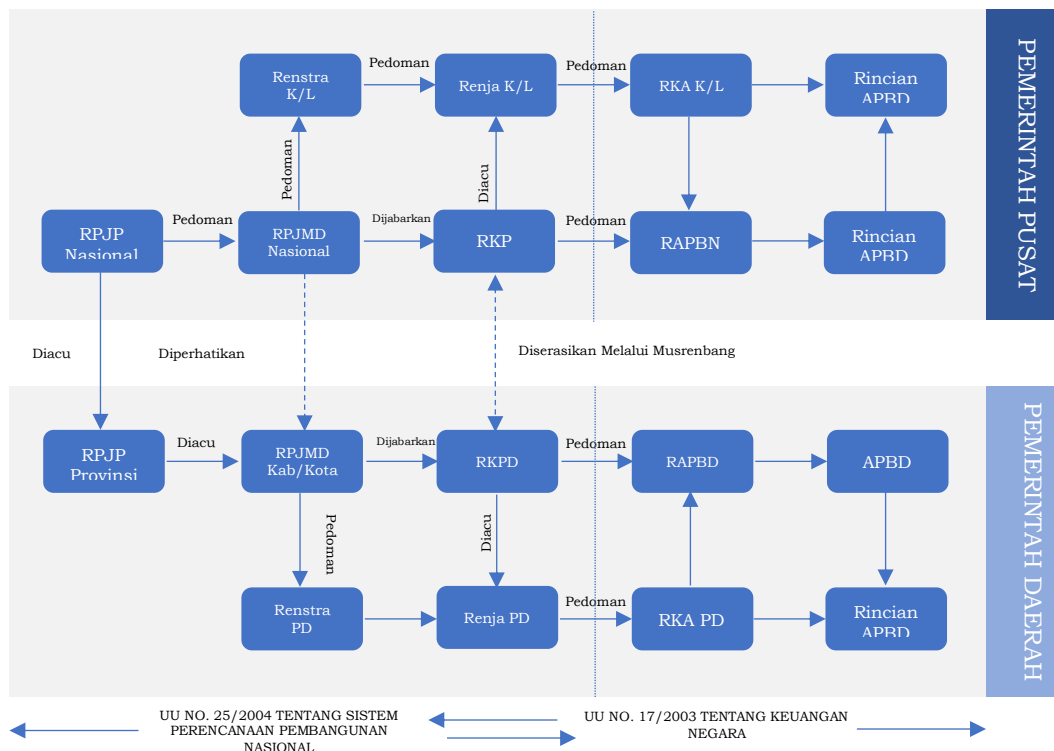 Pedoman
Pedoman
Renstra
K/L
Renja K/L
RKA K/L
Rincian
APBD
Pedoman
Diacu
Pedoman
Dijabarkan
Pedoman
RPJP
Nasional
RPJMD
Nasional
RKP
RAPBN
Rincian
APBD
PEMERINTAH PUSAT
Diacu
Diperhatikan
Diserasikan Melalui Musrenbang
Diacu
Dijabarkan
Pedoman
RPJP
Provinsi
RPJMD
Kab/Kota
RKPD
RAPBD
APBD
Pedoman
Diacu
Pedoman
Renstra
PD
Renja PD
RKA PD
Rincian
APBD
PEMERINTAH DAERAH
UU NO. 25/2004 TENTANG SISTEM
PERENCANAAN PEMBANGUNAN
NASIONAL
UU NO. 17/2003 TENTANG KEUANGAN
NEGARA